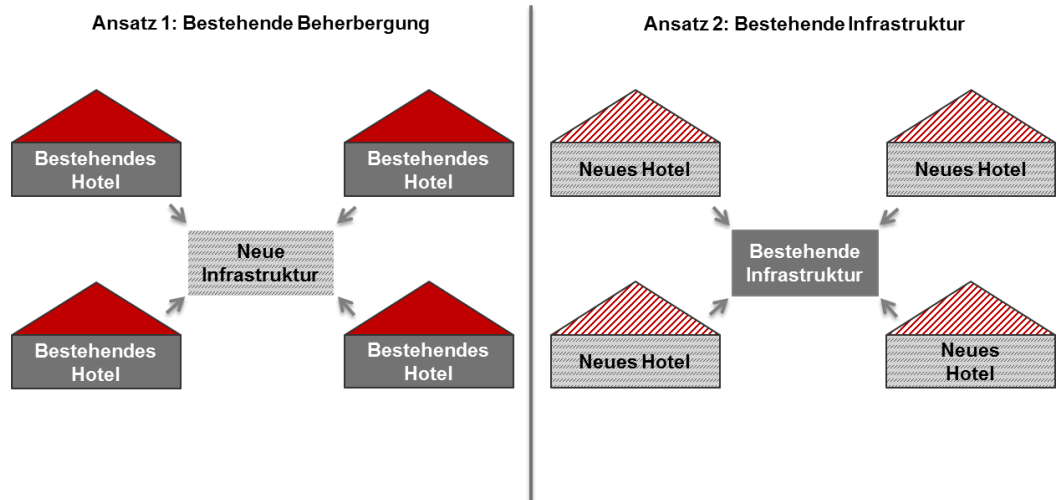 Ansatz 1: Bestehende Beherbergung
Bestehendes
Hotel
Bestehendes
Hotel
Neue
Infrastruktur
Bestehendes
Hotel
Bestehendes
Hotel
Ansatz 2: Bestehende Infrastruktur
Neues Hotel
Neues Hotel
Bestehende
Infrastruktur
Neues Hotel
Neues
Hotel